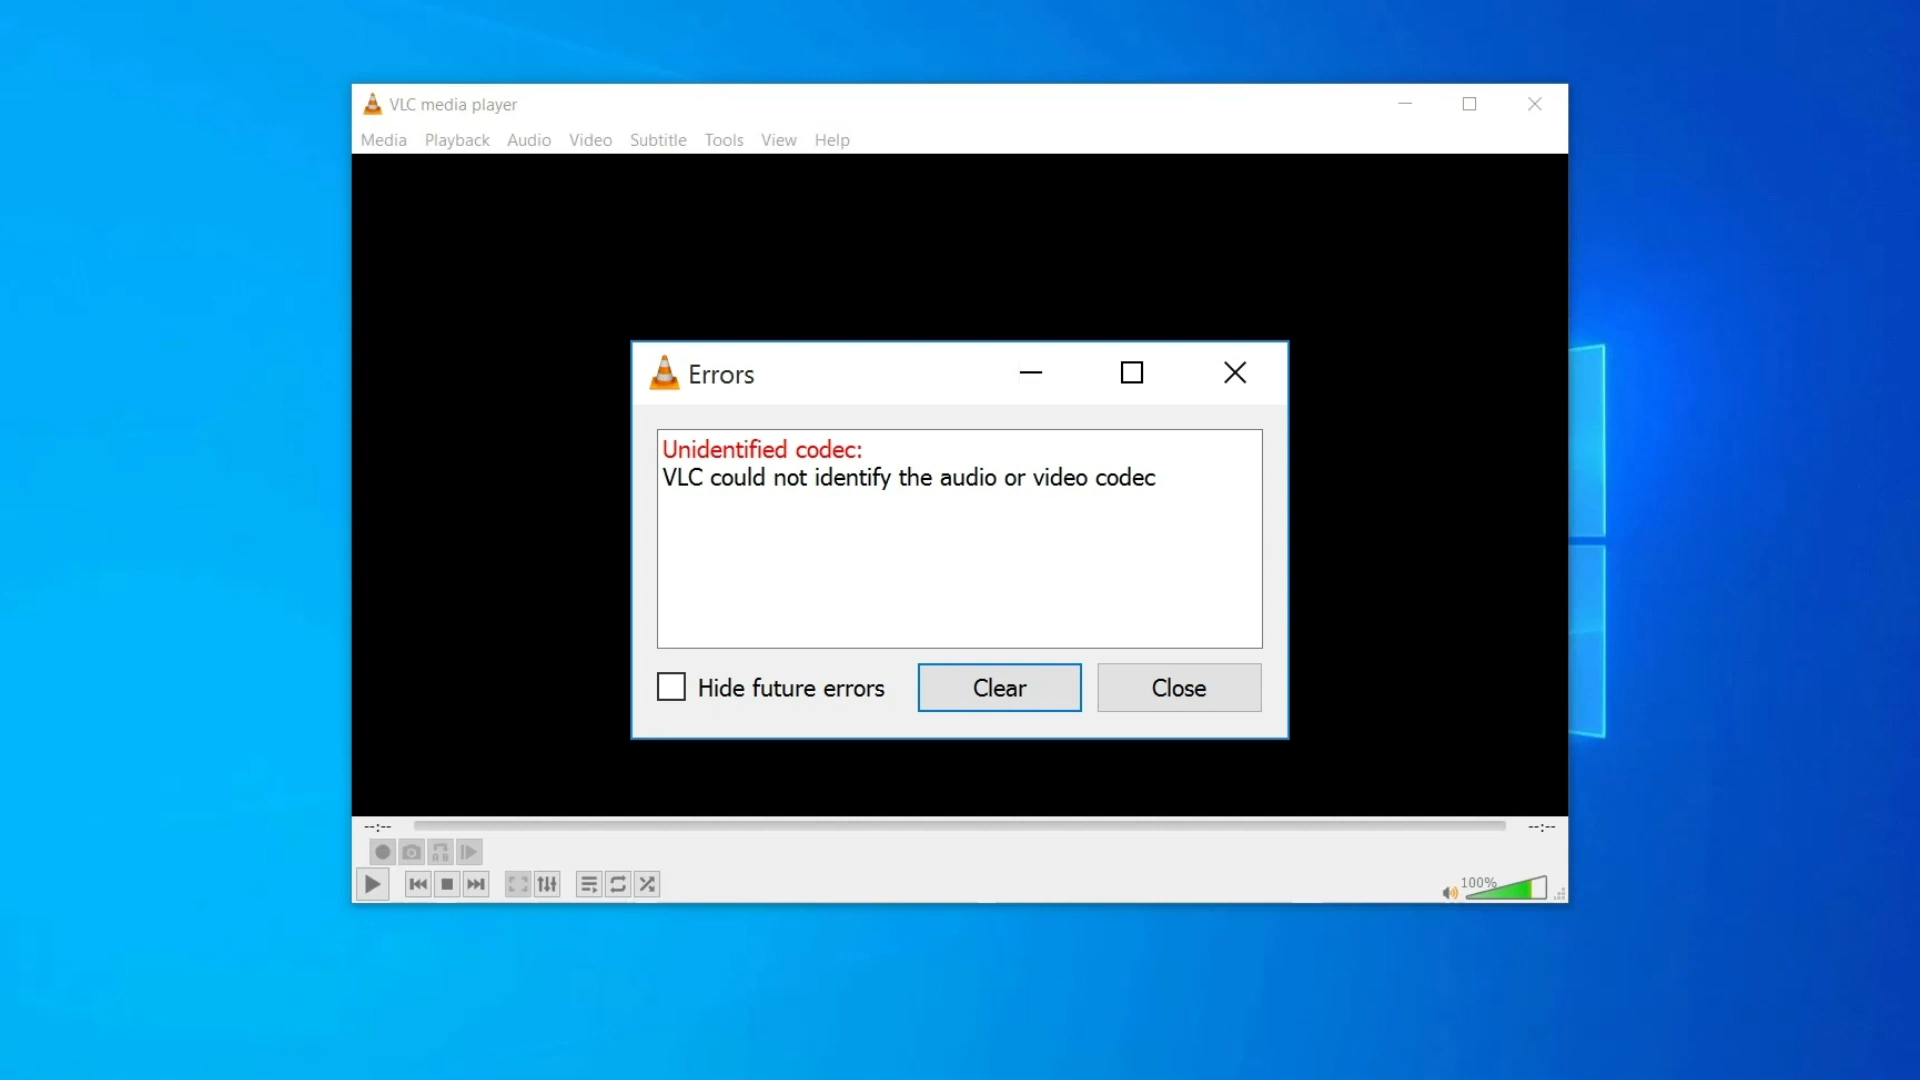 VLC media player
Media Playback Audio Video Subtitle Tools View Help
Errors
Unidentified codec:
VLC could not identify the audio or video codec
Hide future errors Clear Close
--:-- --:--
100%